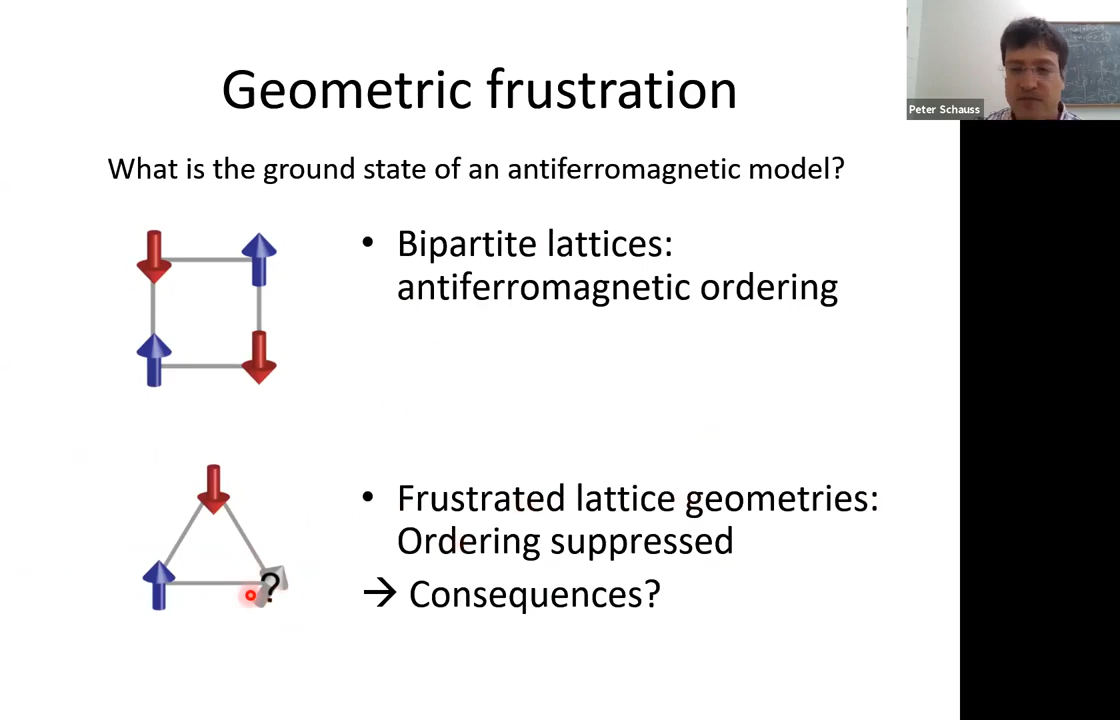 Geometric frustration
Peter Schauss
What is the ground state of an antiferromagnetic model?
• Bipartite lattices:
antiferromagnetic ordering
• Frustrated lattice geometries:
Ordering suppressed
?
→ Consequences?